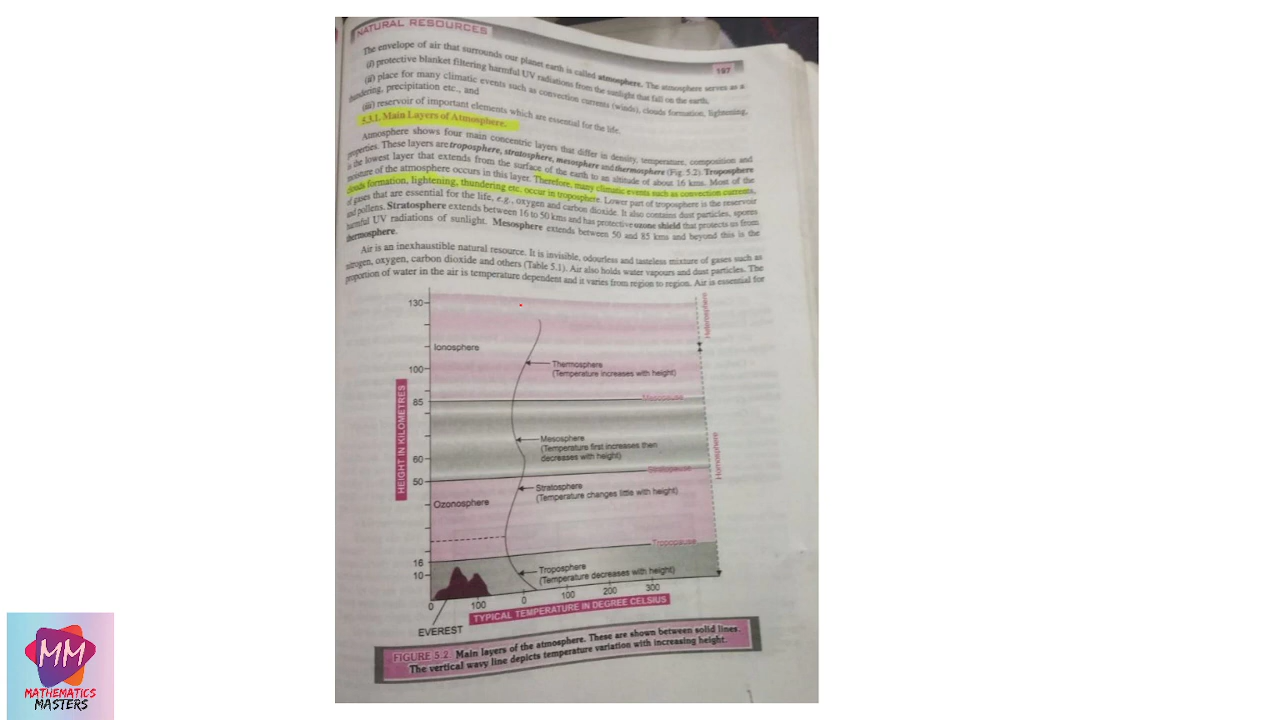 NATURAL RESOURCES
197
The envelope of air that surrounds our planet earth is called atmosphere. The atmosphere serves as a
(i) protective blanket filtering harmful UV radiations from the sunlight that fall on the earth,
(ii) place for many climatic events such as convection currents (winds), clouds formation, lightening,
thundering, precipitation etc., and
(iii) reservoir of important elements which are essential for the life.
5.3.1. Main Layers of Atmosphere.
Atmosphere shows four main concentric layers that differ in density, temperature, composition and
properties. These layers are troposphere, stratosphere, mesosphere and thermosphere (Fig. 5.2). Troposphere
is the lowest layer that extends from the surface of the earth to an altitude of about 16 kms. Most of the
moisture of the atmosphere occurs in this layer. Therefore, many climatic events such as convection currents,
clouds formation, lightening, thundering etc. occur in troposphere. Lower part of troposphere is the reservoir
of gases that are essential for the life, e.g., oxygen and carbon dioxide. It also contains dust particles, spores
and pollens. Stratosphere extends between 16 to 50 kms and has protective ozone shield that protects us from
harmful UV radiations of sunlight. Mesosphere extends between 50 and 85 kms and beyond this is the
thermosphere.
Air is an inexhaustible natural resource. It is invisible, odourless and tasteless mixture of gases such as
nitrogen, oxygen, carbon dioxide and others (Table 5.1). Air also holds water vapours and dust particles. The
proportion of water in the air is temperature dependent and it varies from region to region. Air is essential for
130
Heterosphere
Ionosphere
Thermosphere
(Temperature increases with height)
100
85
Mesopause
HEIGHT IN KILOMETRES
Mesosphere
(Temperature first increases then
decreases with height)
Homosphere
60
Stratopause
50
Stratosphere
(Temperature changes little with height)
Ozonosphere
Tropopause
16
Troposphere
(Temperature decreases with height)
10
0 100 0 100 200 300
TYPICAL TEMPERATURE IN DEGREE CELSIUS
EVEREST
FIGURE 5.2 Main layers of the atmosphere. These are shown between solid lines.
The vertical wavy line depicts temperature variation with increasing height.
MM
MATHEMATICS
MASTERS